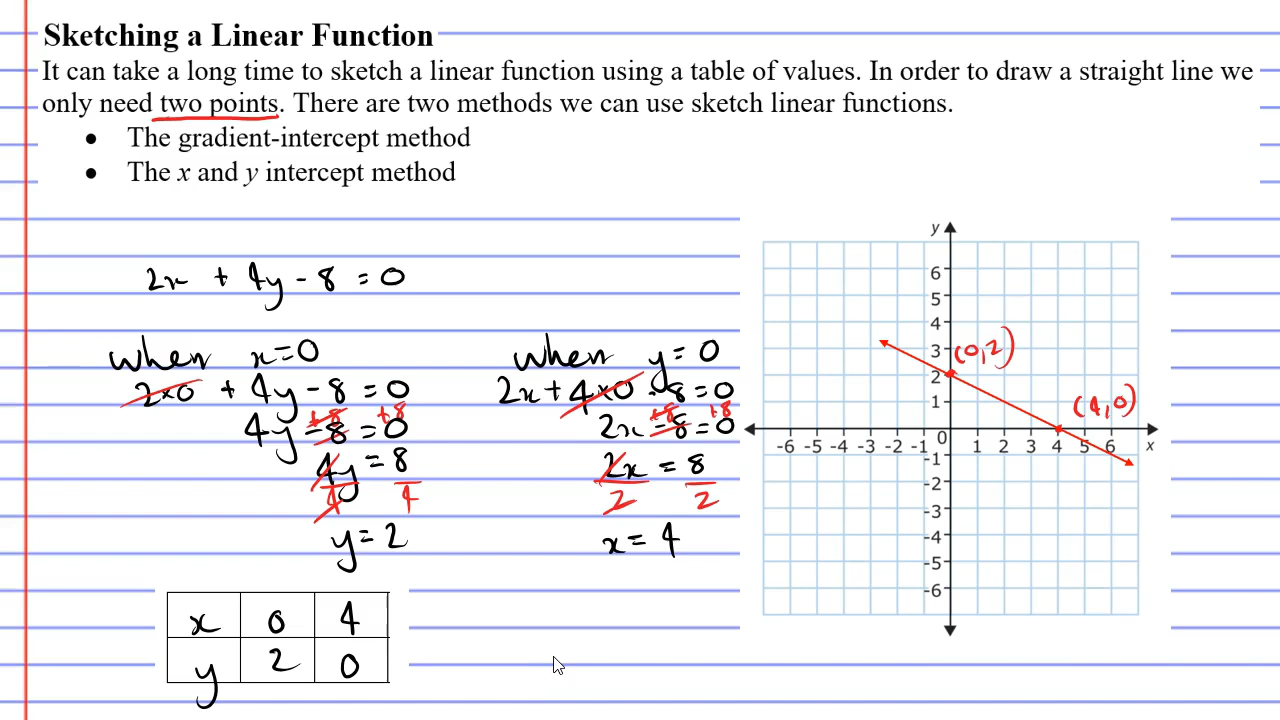 Sketching a Linear Function
It can take a long time to sketch a linear function using a table of values. In order to draw a straight line we
only need two points. There are two methods we can use sketch linear functions.
• The gradient-intercept method
• The x and y intercept method
2x + 4y - 8 = 0
when x=0
2×0 + 4y - 8 = 0
+8 +8
4y - 8 = 0
4y = 8
4 4
y = 2
when y = 0
2x + 4×0 - 8 = 0
+8 +8
2x - 8 = 0
2x = 8
2 2
x = 4
x 0 4
y 2 0
y
6
5
4
3
2
1
0
-1
-2
-3
-4
-5
-6
-6 -5 -4 -3 -2 -1 1 2 3 4 5 6 x
(0,2)
(4,0)